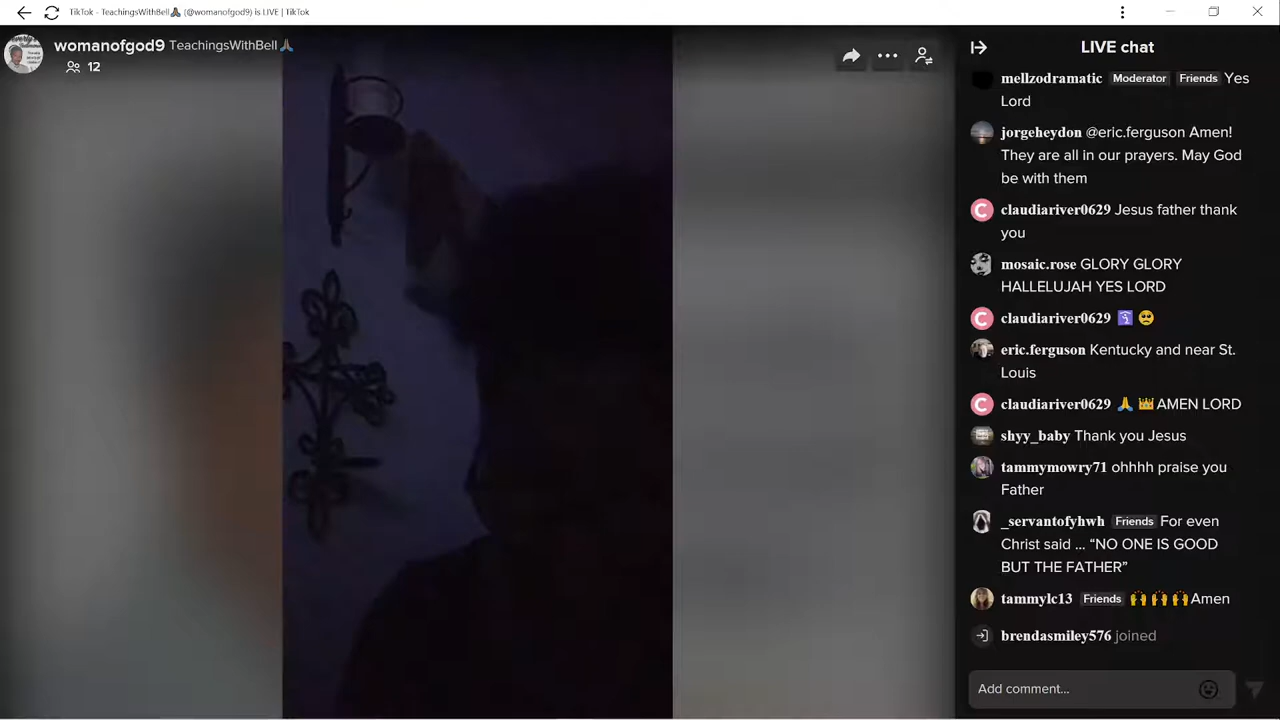 TikTok - TeachingsWithBell🙏🏾 (@womanofgod9) is LIVE | TikTok
womanofgod9 TeachingsWithBell🙏🏾
12
LIVE chat
mellzodramatic Moderator Friends Yes
Lord
jorgeheydon @eric.ferguson Amen!
They are all in our prayers. May God
be with them
C claudiariver0629 Jesus father thank
you
mosaic.rose GLORY GLORY
HALLELUJAH YES LORD
C claudiariver0629 🛐 🥺
eric.ferguson Kentucky and near St.
Louis
C claudiariver0629 🙏 👑 AMEN LORD
shyy_baby Thank you Jesus
tammymowry71 ohhhh praise you
Father
_servantofyhwh Friends For even
Christ said ... “NO ONE IS GOOD
BUT THE FATHER”
tammylc13 Friends 🙌 🙌 🙌 Amen
brendasmiley576 joined
Add comment...